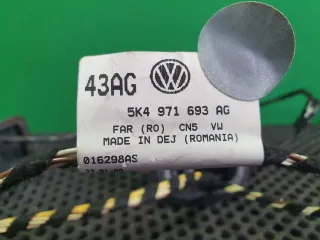 43AG
5K4 971 693 AG
FAR (RO) CN5 VW
MADE IN DEJ (ROMANIA)
016298AS